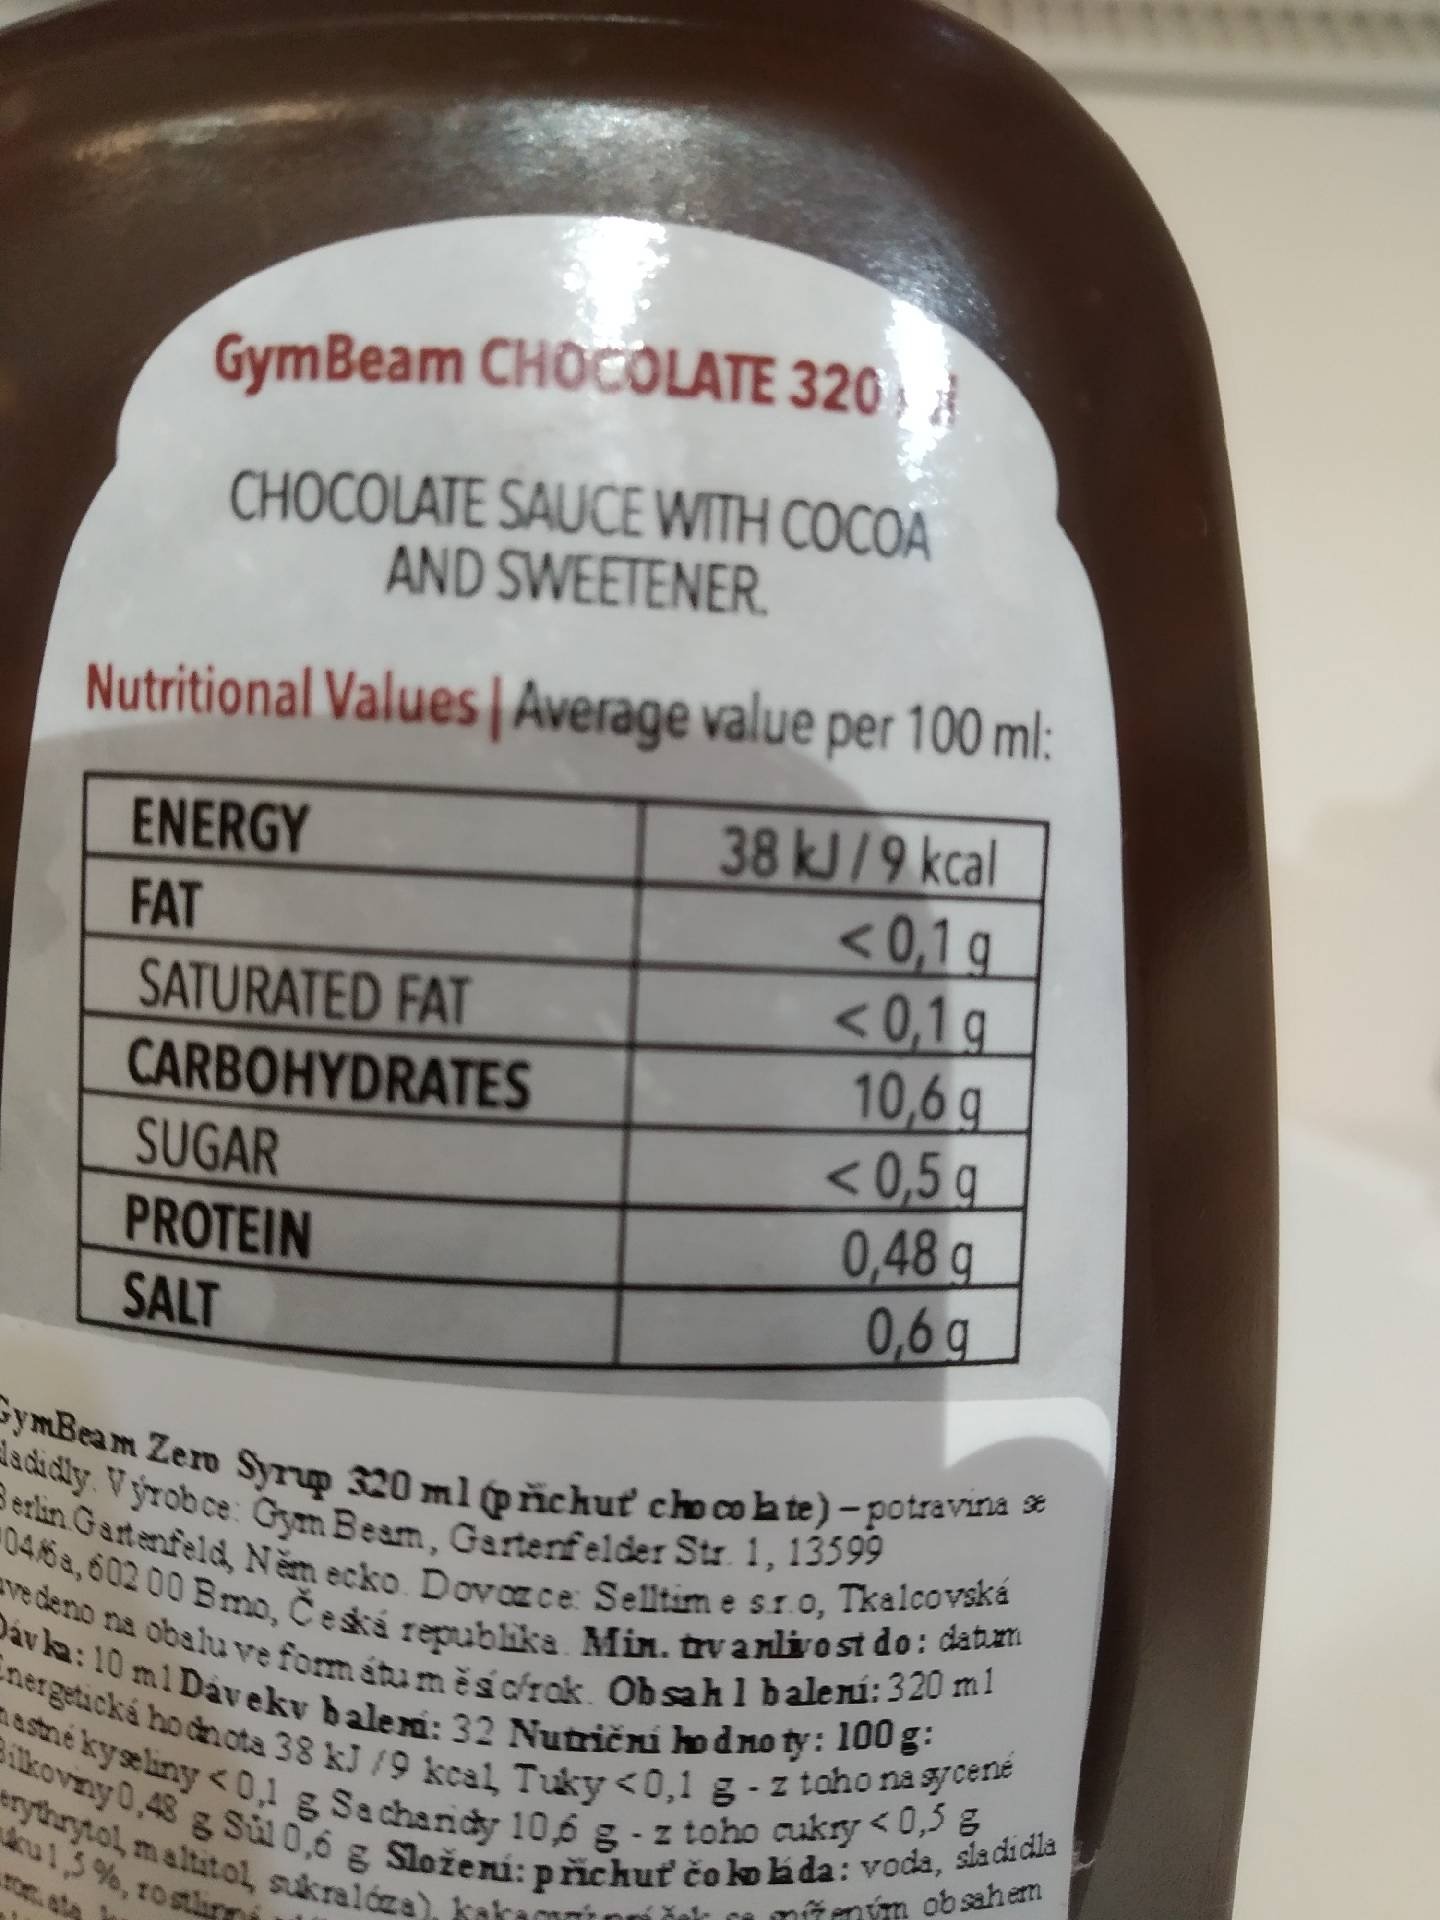 GymBeam CHOCOLATE 320
CHOCOLATE SAUCE WITH COCOA
AND SWEETENER.
Nutritional Values | Average value per 100 ml:
ENERGY 38 kJ / 9 kcal
FAT < 0,1 g
SATURATED FAT < 0,1 g
CARBOHYDRATES 10,6 g
SUGAR < 0,5 g
PROTEIN 0,48 g
SALT 0,6 g
GymBeam Zero Syrup 320 ml (příchuť chocolate) – potravina se
sladidly. Výrobce: GymBeam, Gartenfelder Str. 1, 13599
Berlin.Gartenfeld, Německo. Dovozce: Selltime s.r.o, Tkalcovská
602 00 Brno, Česká republika. Min. trvanlivost do: datum
uvedeno na obalu ve formátu měsíc/rok. Obsah 1 balení: 320 ml
Dávka: 10 ml Dávek v balení: 32 Nutriční hodnoty: 100 g:
Energetická hodnota 38 kJ /9 kcal, Tuky <0,1 g - z toho nasycené
mastné kyseliny <0,1 g Sacharidy 10,6 g - z toho cukry <0,5 g
Bílkoviny 0,48 g Sůl 0,6 g Složení: příchuť čokoláda: voda, sladidla
erythrytol, maltitol, sukralóza), obsahem
1,5 %,